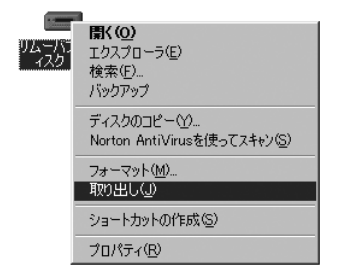 リムーバブ
ィスク
開く(O)
エクスプローラ(E)
検索(F)...
バックアップ
ディスクのコピー(Y)...
Norton AntiVirusを使ってスキャン(S)
フォーマット(M)...
取り出し(J)
ショートカットの作成(S)
プロパティ(R)